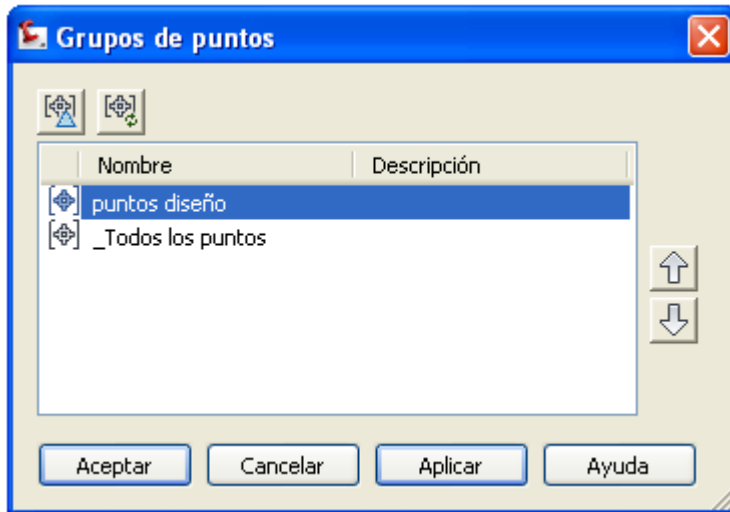 Grupos de puntos
Nombre Descripción
puntos diseño
_Todos los puntos
Aceptar Cancelar Aplicar Ayuda